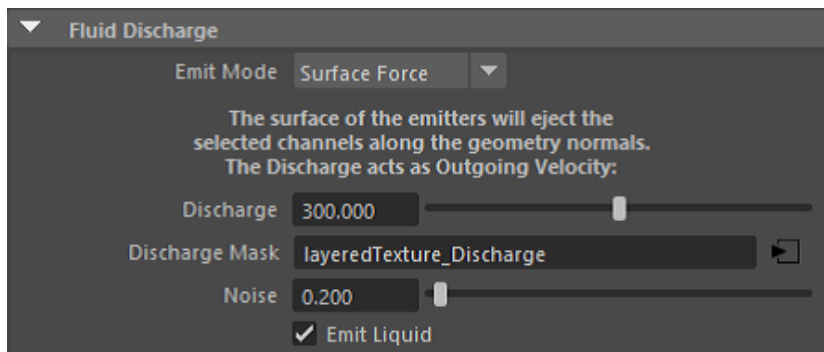 Fluid Discharge
Emit Mode Surface Force
The surface of the emitters will eject the
selected channels along the geometry normals.
The Discharge acts as Outgoing Velocity:
Discharge 300.000
Discharge Mask layeredTexture_Discharge
Noise 0.200
Emit Liquid